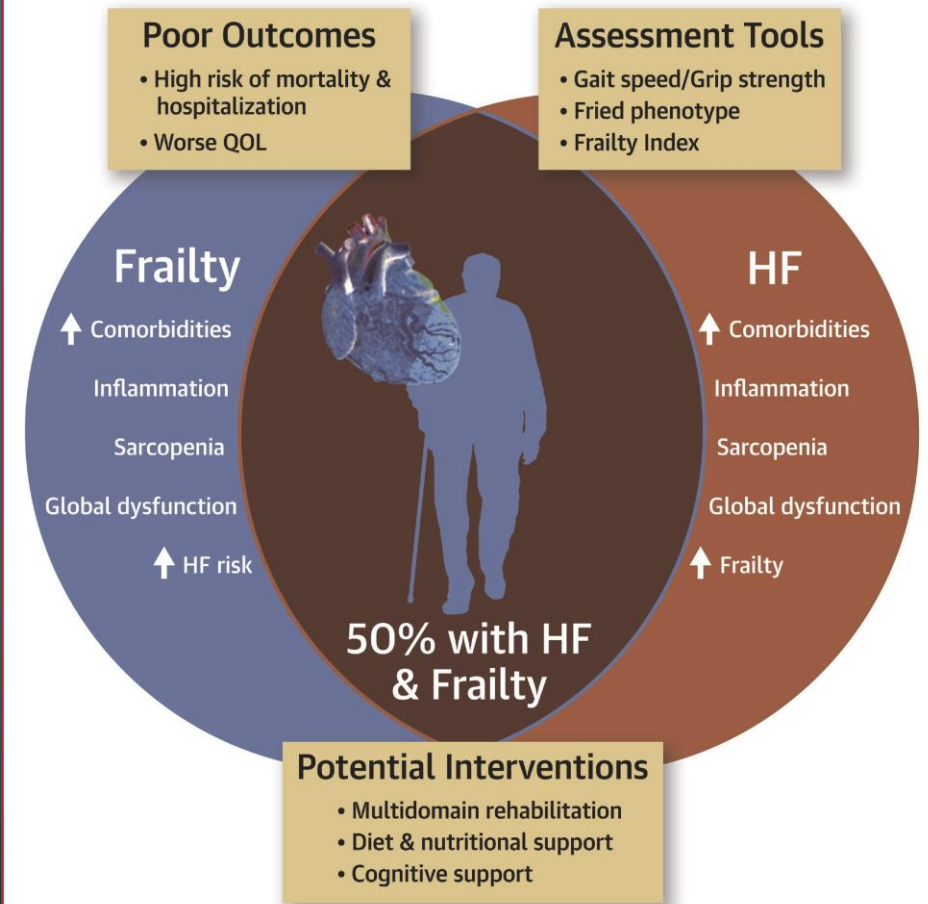 Poor Outcomes
• High risk of mortality &
hospitalization
• Worse QOL
Assessment Tools
• Gait speed/Grip strength
• Fried phenotype
• Frailty Index
Frailty
↑ Comorbidities
Inflammation
Sarcopenia
Global dysfunction
↑ HF risk
HF
↑ Comorbidities
Inflammation
Sarcopenia
Global dysfunction
↑ Frailty
50% with HF
& Frailty
Potential Interventions
• Multidomain rehabilitation
• Diet & nutritional support
• Cognitive support